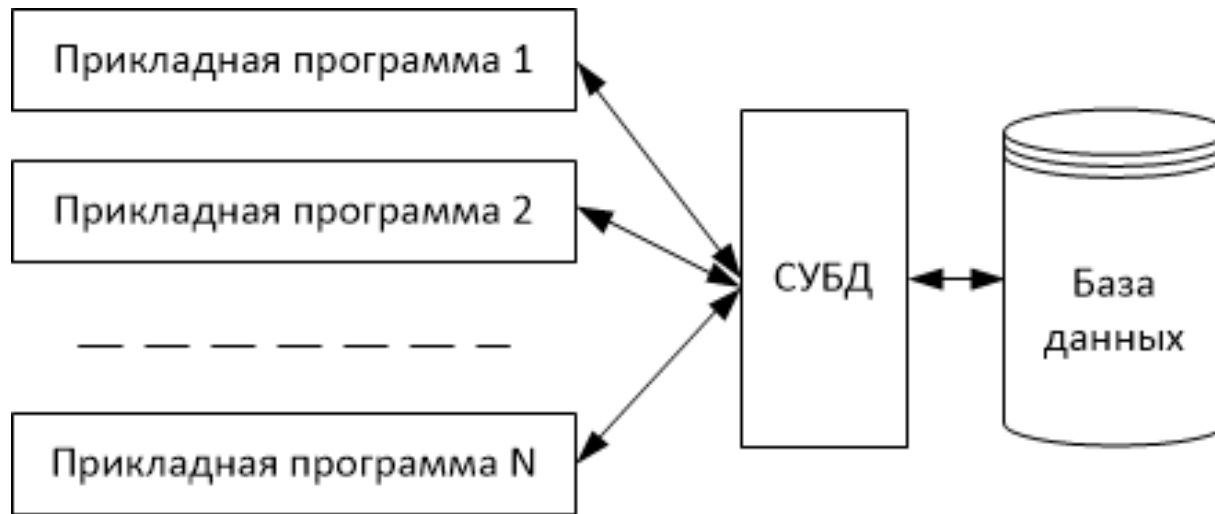 Прикладная программа 1
Прикладная программа 2
СУБД
База
данных
Прикладная программа N